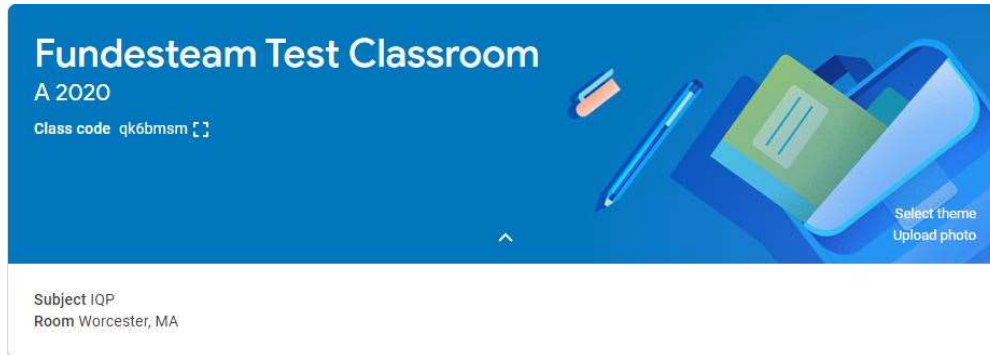 Fundesteam Test Classroom
A 2020
Class code qk6bmsm
Select theme
Upload photo
Subject IQP
Room Worcester, MA